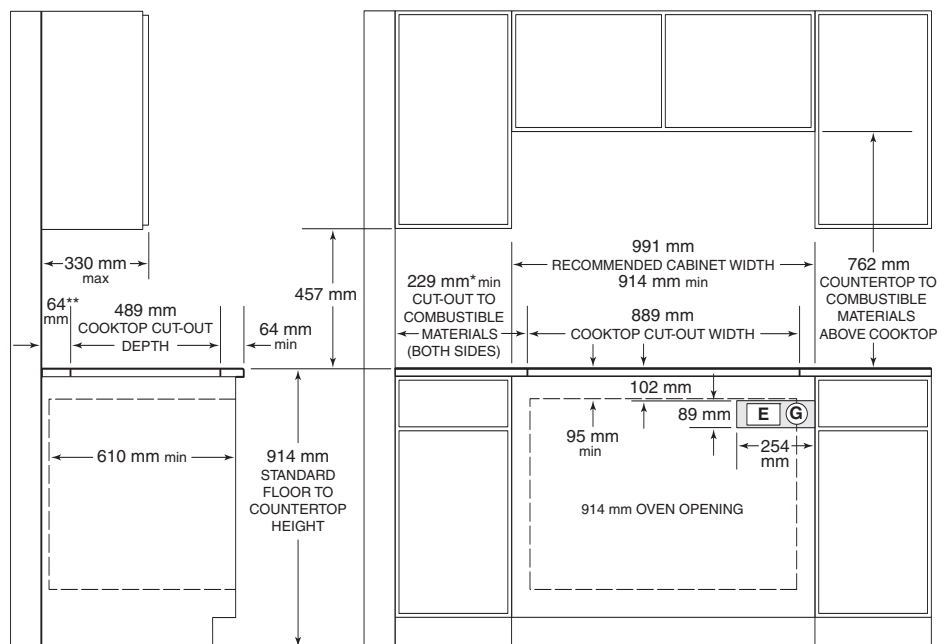 330 mm
max
64**
mm
489 mm
COOKTOP CUT-OUT
DEPTH
64 mm
min
457 mm
610 mm min
914 mm
STANDARD
FLOOR TO
COUNTERTOP
HEIGHT
229 mm* min
CUT-OUT TO
COMBUSTIBLE
MATERIALS
(BOTH SIDES)
991 mm
RECOMMENDED CABINET WIDTH
914 mm min
889 mm
COOKTOP CUT-OUT WIDTH
762 mm
COUNTERTOP TO
COMBUSTIBLE
MATERIALS
ABOVE COOKTOP
102 mm
89 mm
E
G
95 mm
min
254
mm
914 mm OVEN OPENING